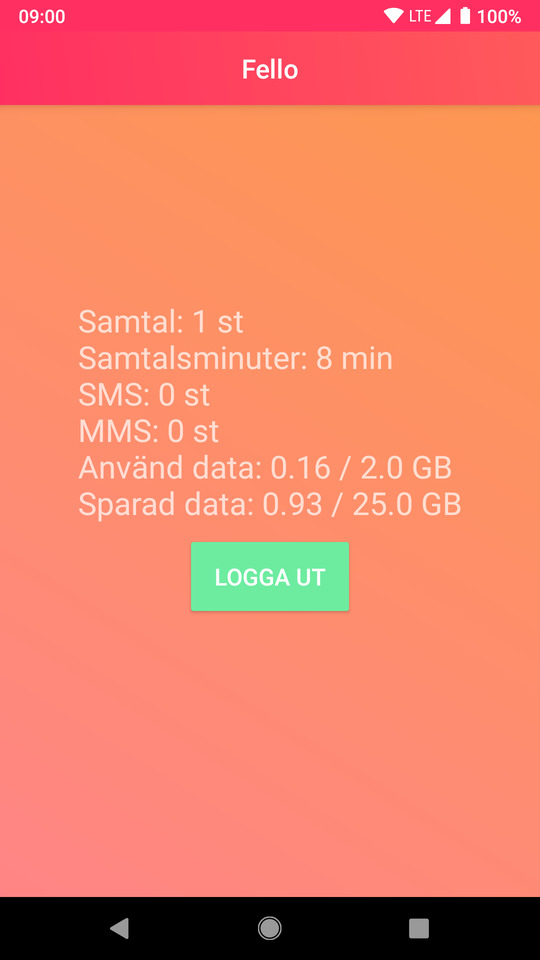 09:00 LTE 100%
Fello
Samtal: 1 st
Samtalsminuter: 8 min
SMS: 0 st
MMS: 0 st
Använd data: 0.16 / 2.0 GB
Sparad data: 0.93 / 25.0 GB
LOGGA UT